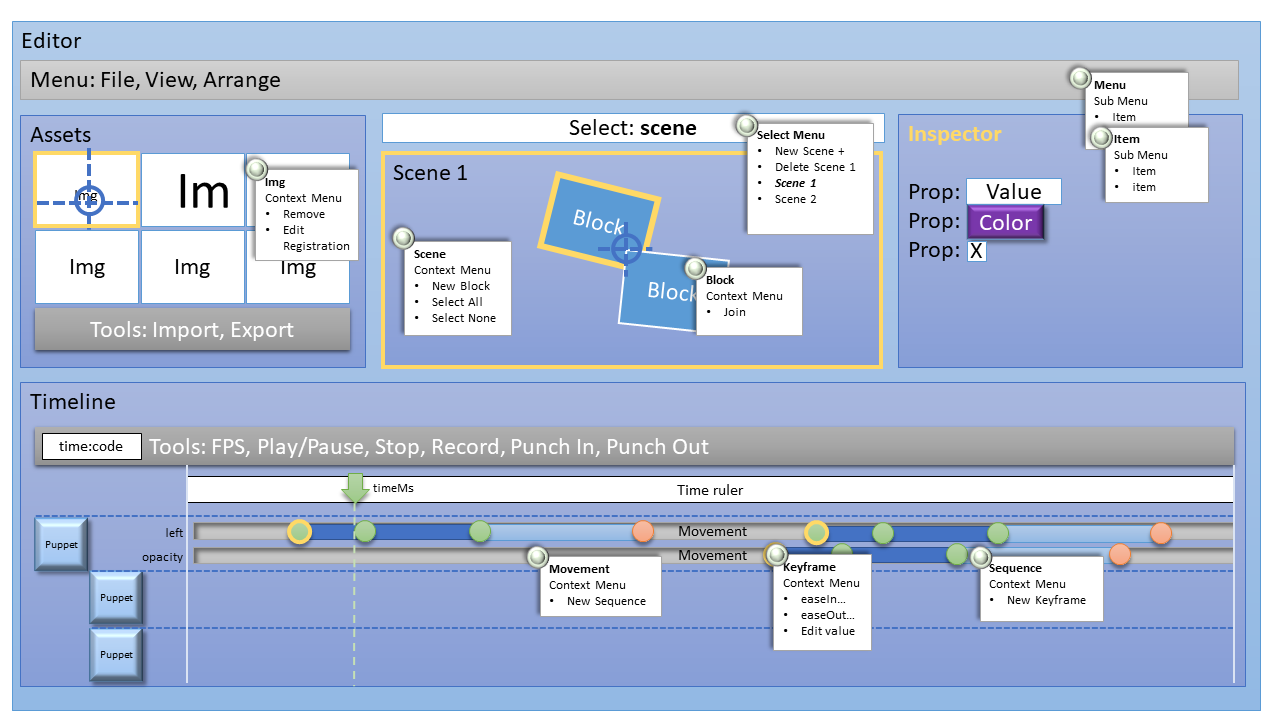 Editor
Menu: File, View, Arrange
Menu
Sub Menu
• Item
Item
Sub Menu
• Item
• item
Assets
Img
Im
Img
Context Menu
• Remove
• Edit
Registration
Img
Img
Img
Tools: Import, Export
Select: scene
Select Menu
• New Scene +
• Delete Scene 1
• Scene 1
• Scene 2
Scene 1
Block
Block
Scene
Context Menu
• New Block
• Select All
• Select None
Block
Context Menu
• Join
Inspector
Prop: Value
Prop: Color
Prop: X
Timeline
time:code
Tools: FPS, Play/Pause, Stop, Record, Punch In, Punch Out
timeMs
Time ruler
Puppet
left
Movement
opacity
Movement
Movement
Context Menu
• New Sequence
Keyframe
Context Menu
• easeIn...
• easeOut...
• Edit value
Sequence
Context Menu
• New Keyframe
Puppet
Puppet